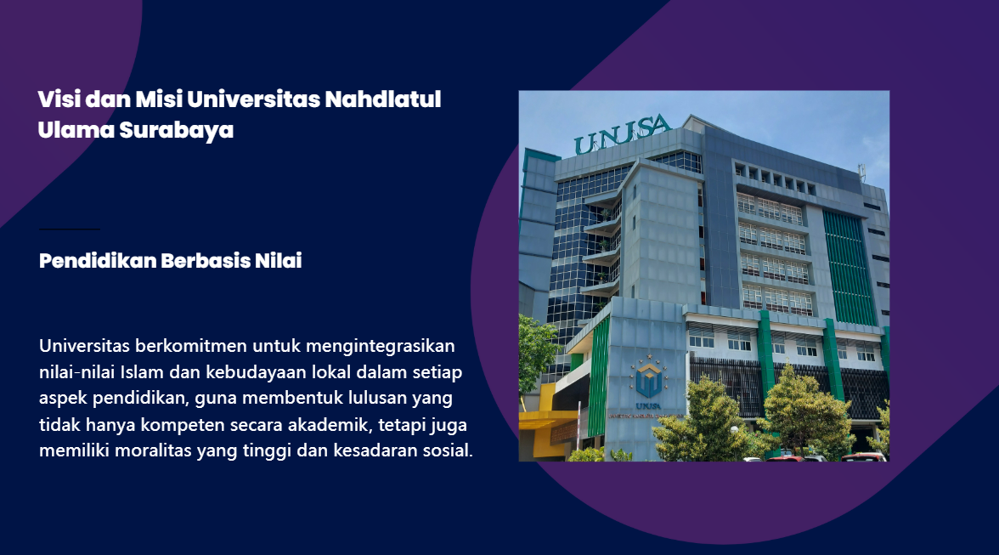 Visi dan Misi Universitas Nahdlatul
Ulama Surabaya
Pendidikan Berbasis Nilai
Universitas berkomitmen untuk mengintegrasikan
nilai-nilai Islam dan kebudayaan lokal dalam setiap
aspek pendidikan, guna membentuk lulusan yang
tidak hanya kompeten secara akademik, tetapi juga
memiliki moralitas yang tinggi dan kesadaran sosial.
UNUSA
UNUSA